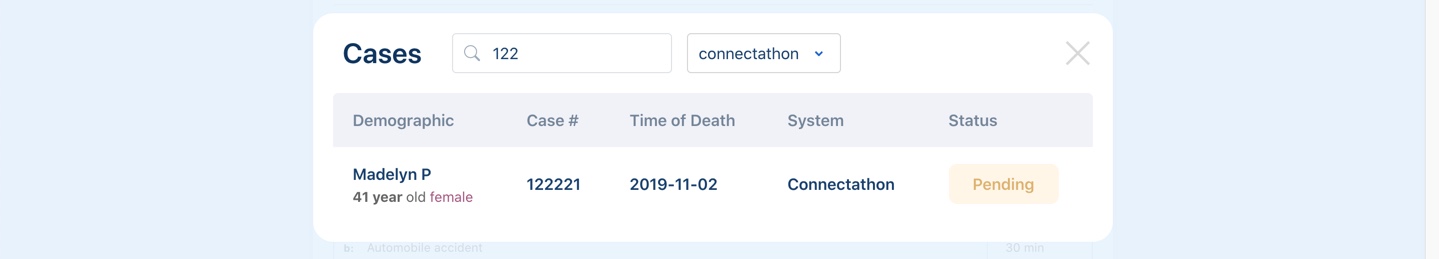 Cases 122 connectathon
Demographic Case # Time of Death System Status
Madelyn P
41 year old female
122221 2019-11-02 Connectathon Pending
b: Automobile accident 30 min